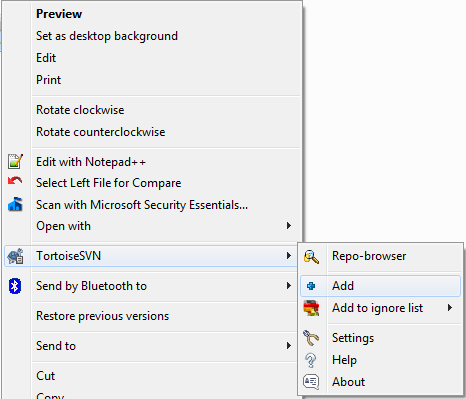 Preview
Set as desktop background
Edit
Print
Rotate clockwise
Rotate counterclockwise
Edit with Notepad++
Select Left File for Compare
Scan with Microsoft Security Essentials...
Open with
TortoiseSVN
Send by Bluetooth to
Restore previous versions
Send to
Cut
Copy
Repo-browser
Add
Add to ignore list
Settings
Help
About